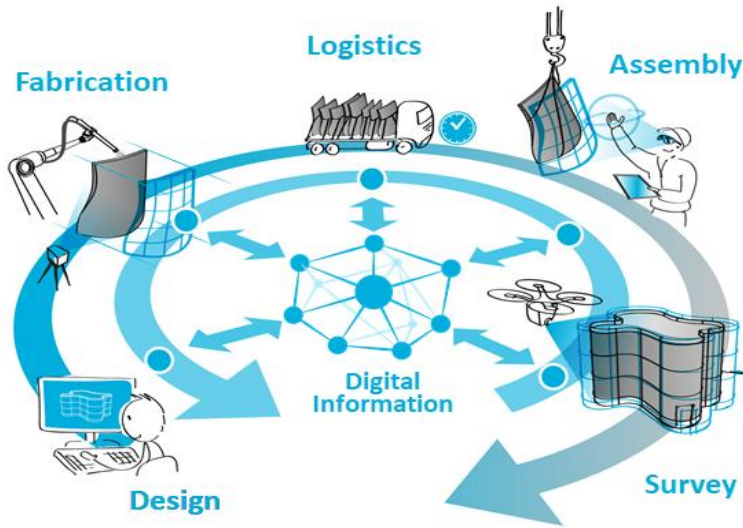 Logistics
Fabrication
Assembly
Digital
Information
Design
Survey